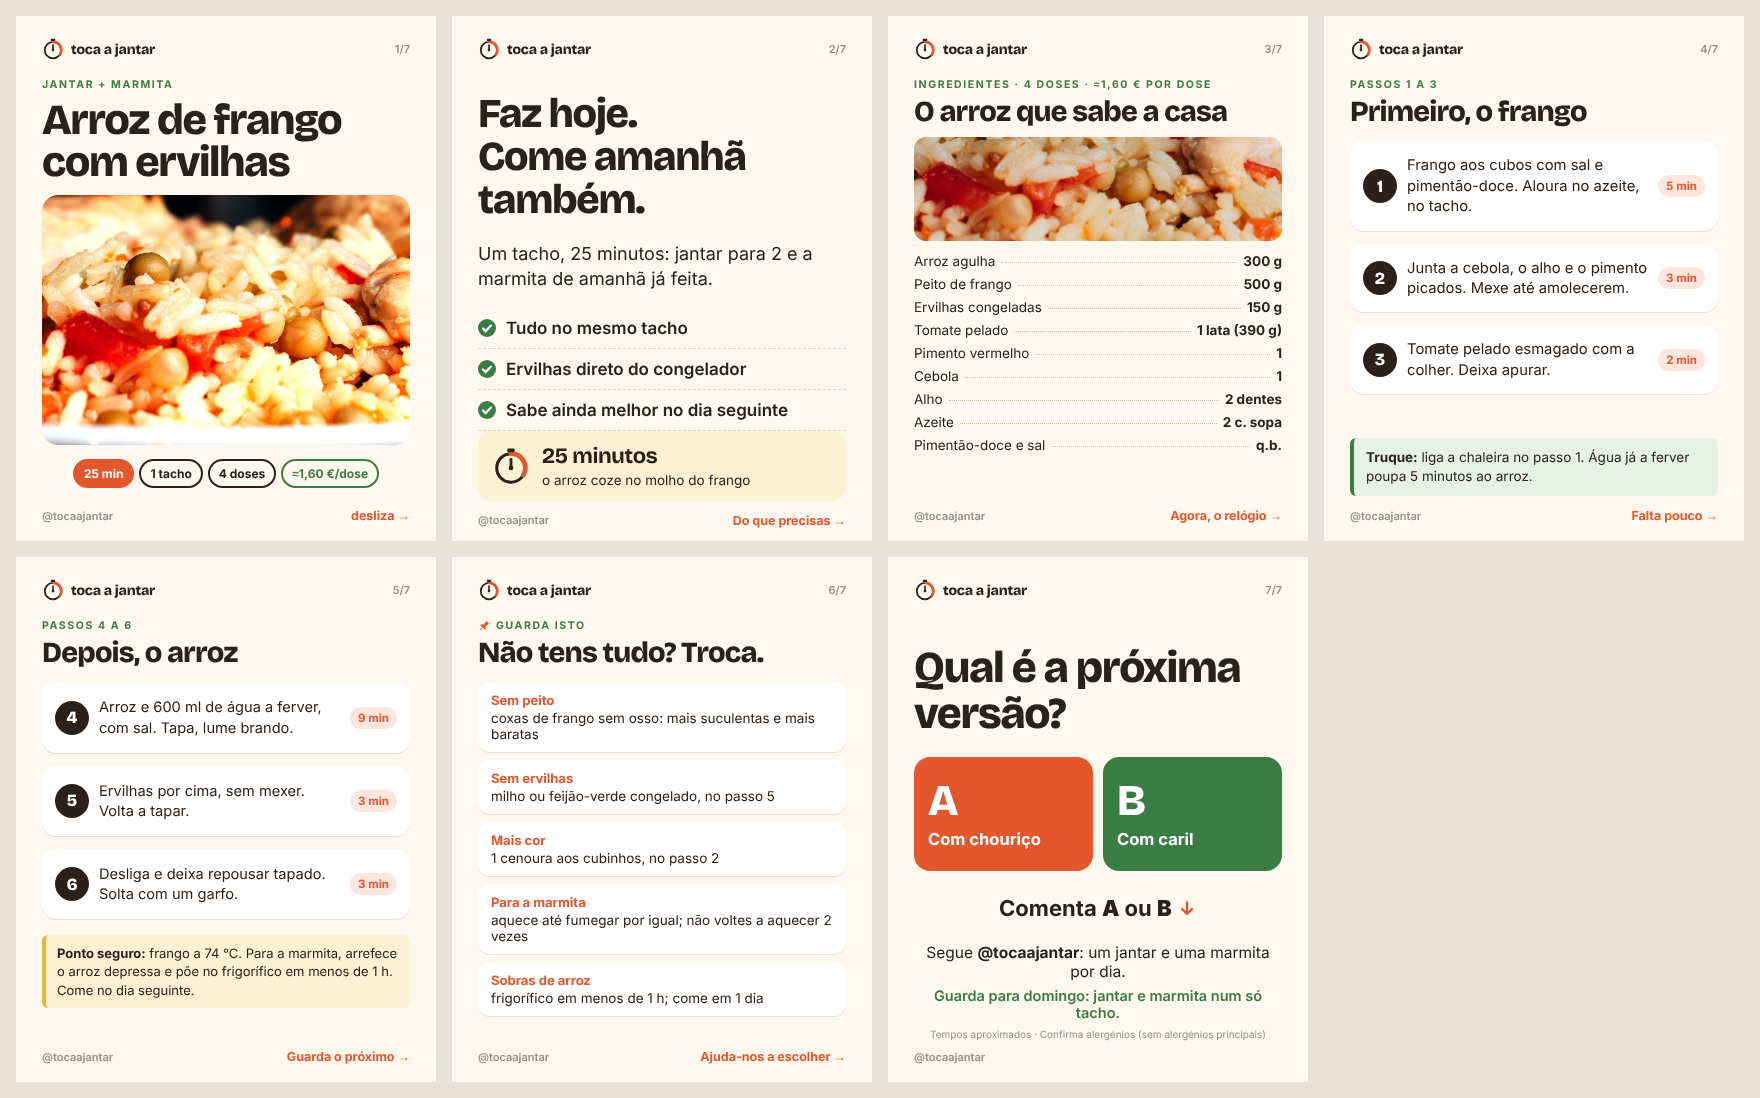 toca a jantar
1/7
JANTAR + MARMITA
Arroz de frango
com ervilhas
25 min
1 tacho
4 doses
≈1,60 €/dose
@tocaajantar
desliza →
toca a jantar
2/7
Faz hoje.
Come amanhã
também.
Um tacho, 25 minutos: jantar para 2 e a
marmita de amanhã já feita.
Tudo no mesmo tacho
Ervilhas direto do congelador
Sabe ainda melhor no dia seguinte
25 minutos
o arroz coze no molho do frango
@tocaajantar
Do que precisas →
toca a jantar
3/7
INGREDIENTES · 4 DOSES · ≈1,60 € POR DOSE
O arroz que sabe a casa
Arroz agulha 300 g
Peito de frango 500 g
Ervilhas congeladas 150 g
Tomate pelado 1 lata (390 g)
Pimento vermelho 1
Cebola 1
Alho 2 dentes
Azeite 2 c. sopa
Pimentão-doce e sal q.b.
@tocaajantar
Agora, o relógio →
toca a jantar
4/7
PASSOS 1 A 3
Primeiro, o frango
1
Frango aos cubos com sal e
pimentão-doce. Aloura no azeite,
no tacho.
5 min
2
Junta a cebola, o alho e o pimento
picados. Mexe até amolecerem.
3 min
3
Tomate pelado esmagado com a
colher. Deixa apurar.
2 min
Truque: liga a chaleira no passo 1. Água já a ferver
poupa 5 minutos ao arroz.
@tocaajantar
Falta pouco →
toca a jantar
5/7
PASSOS 4 A 6
Depois, o arroz
4
Arroz e 600 ml de água a ferver,
com sal. Tapa, lume brando.
9 min
5
Ervilhas por cima, sem mexer.
Volta a tapar.
3 min
6
Desliga e deixa repousar tapado.
Solta com um garfo.
3 min
Ponto seguro: frango a 74 °C. Para a marmita, arrefece
o arroz depressa e põe no frigorífico em menos de 1 h.
Come no dia seguinte.
@tocaajantar
Guarda o próximo →
toca a jantar
6/7
GUARDA ISTO
Não tens tudo? Troca.
Sem peito
coxas de frango sem osso: mais suculentas e mais
baratas
Sem ervilhas
milho ou feijão-verde congelado, no passo 5
Mais cor
1 cenoura aos cubinhos, no passo 2
Para a marmita
aquece até fumegar por igual; não voltes a aquecer 2
vezes
Sobras de arroz
frigorífico em menos de 1 h; come em 1 dia
@tocaajantar
Ajuda-nos a escolher →
toca a jantar
7/7
Qual é a próxima
versão?
A
Com chouriço
B
Com caril
Comenta A ou B ↓
Segue @tocaajantar: um jantar e uma marmita
por dia.
Guarda para domingo: jantar e marmita num só
tacho.
Tempos aproximados · Confirma alergénios (sem alergénios principais)
@tocaajantar